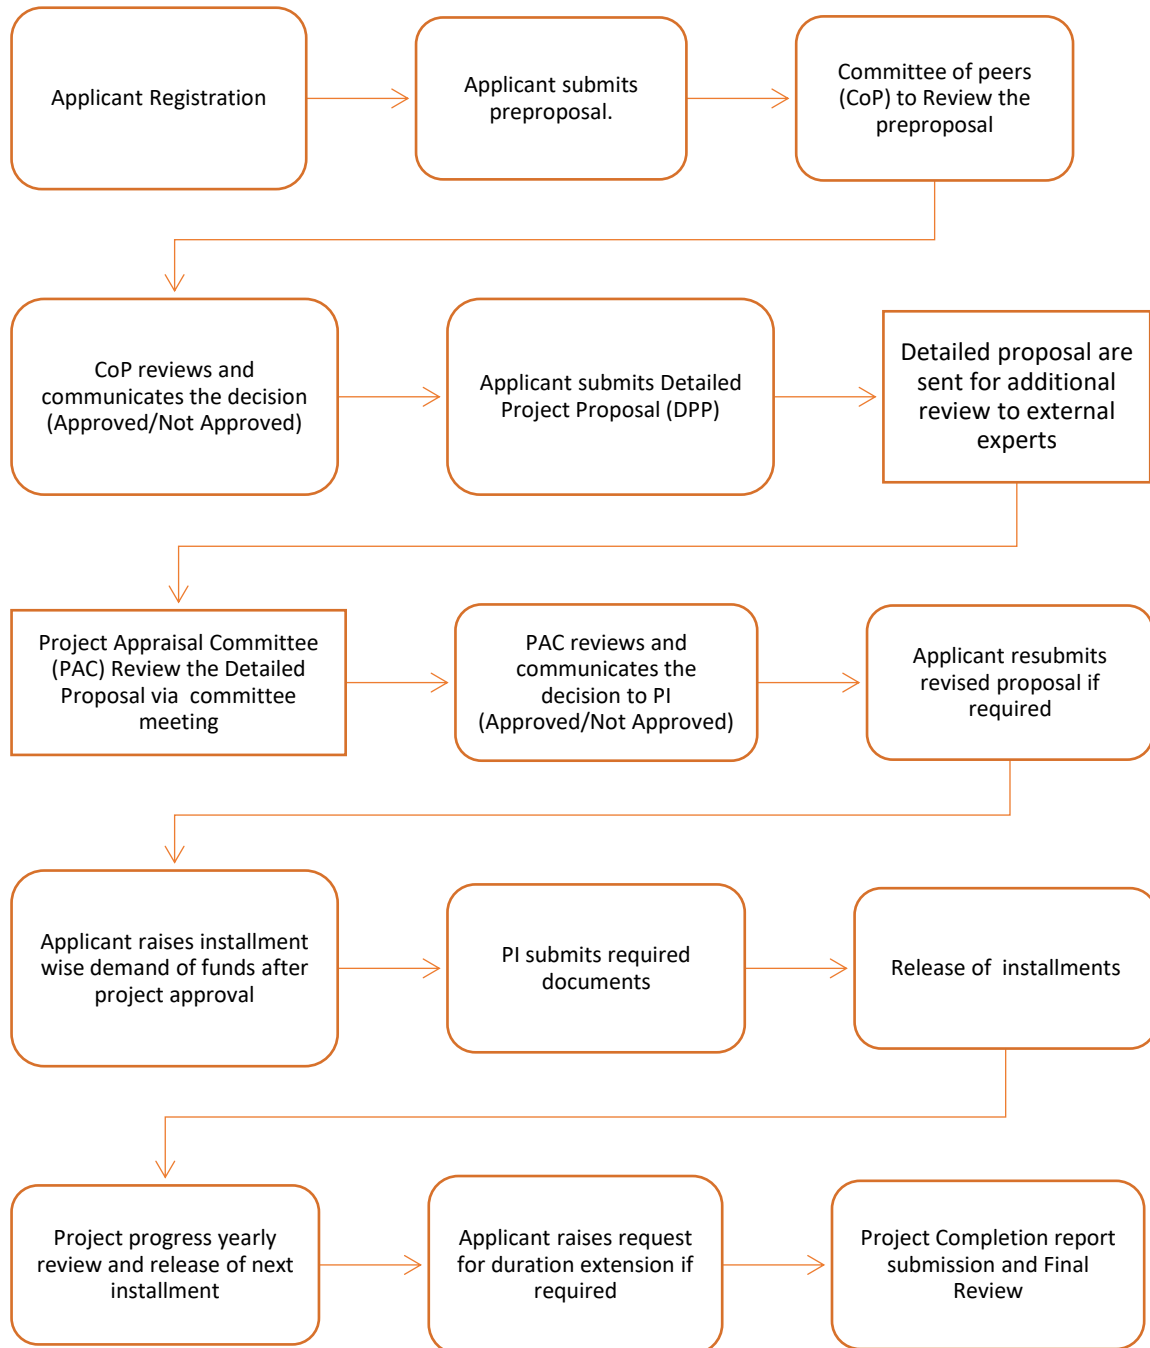 Applicant Registration
Applicant submits
preproposal.
Committee of peers
(CoP) to Review the
preproposal
CoP reviews and
communicates the decision
(Approved/Not Approved)
Applicant submits Detailed
Project Proposal (DPP)
Detailed proposal are
sent for additional
review to external
experts
Project Appraisal Committee
(PAC) Review the Detailed
Proposal via  committee
meeting
PAC reviews and
communicates the
decision to PI
(Approved/Not Approved)
Applicant resubmits
revised proposal if
required
Applicant raises installment
wise demand of funds after
project approval
PI submits required
documents
Release of  installments
Project progress yearly
review and release of next
installment
Applicant raises request
for duration extension if
required
Project Completion report
submission and Final
Review